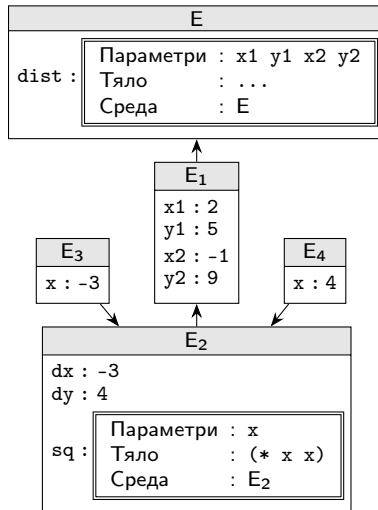 E
dist : Параметри : x1 y1 x2 y2
Тяло : ...
Среда : E
E₁
x1 : 2
y1 : 5
x2 : -1
y2 : 9
E₃
x : -3
E₄
x : 4
E₂
dx : -3
dy : 4
sq : Параметри : x
Тяло : (* x x)
Среда : E₂